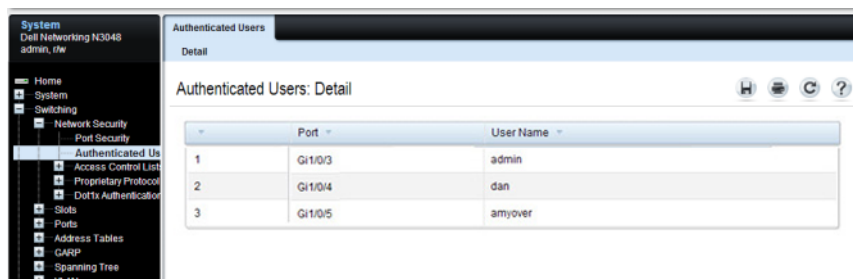 System
Dell Networking N3048
admin, r/w
Home
System
Switching
Network Security
Port Security
Authenticated Us
Access Control List
Proprietary Protocol
Dot1x Authentication
Slots
Ports
Address Tables
GARP
Spanning Tree
Authenticated Users
Detail
Authenticated Users: Detail
Port User Name
1 Gi1/0/3 admin
2 Gi1/0/4 dan
3 Gi1/0/5 amyover